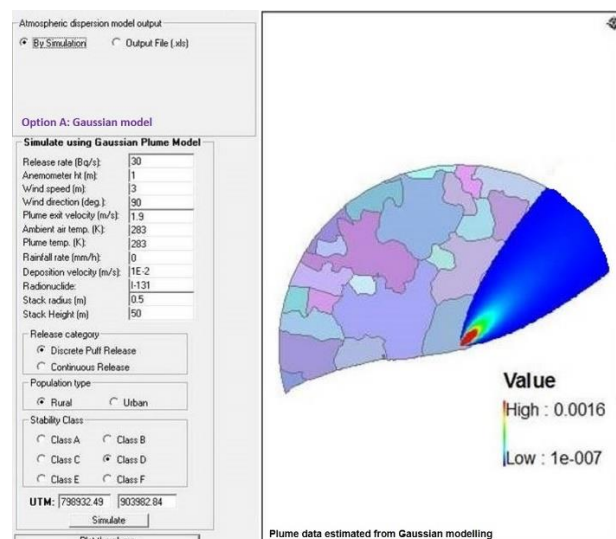 Atmospheric dispersion model output
By Simulation Output File (.xls)
Option A: Gaussian model
Simulate using Gaussian Plume Model
Release rate (Bq/s): 30
Anemometer ht (m): 1
Wind speed (m): 3
Wind direction (deg.): 90
Plume exit velocity (m/s): 1.9
Ambient air temp. (K): 283
Plume temp. (K): 283
Rainfall rate (mm/h): 0
Deposition velocity (m/s): 1E-2
Radionuclide: I-131
Stack radius (m) 0.5
Stack Height (m) 50
Release category
Discrete Puff Release
Continuous Release
Population type
Rural Urban
Stability Class
Class A Class B
Class C Class D
Class E Class F
UTM: 798932.49 903982.84
Simulate
Value
High : 0.0016
Low : 1e-007
Plume data estimated from Gaussian modelling